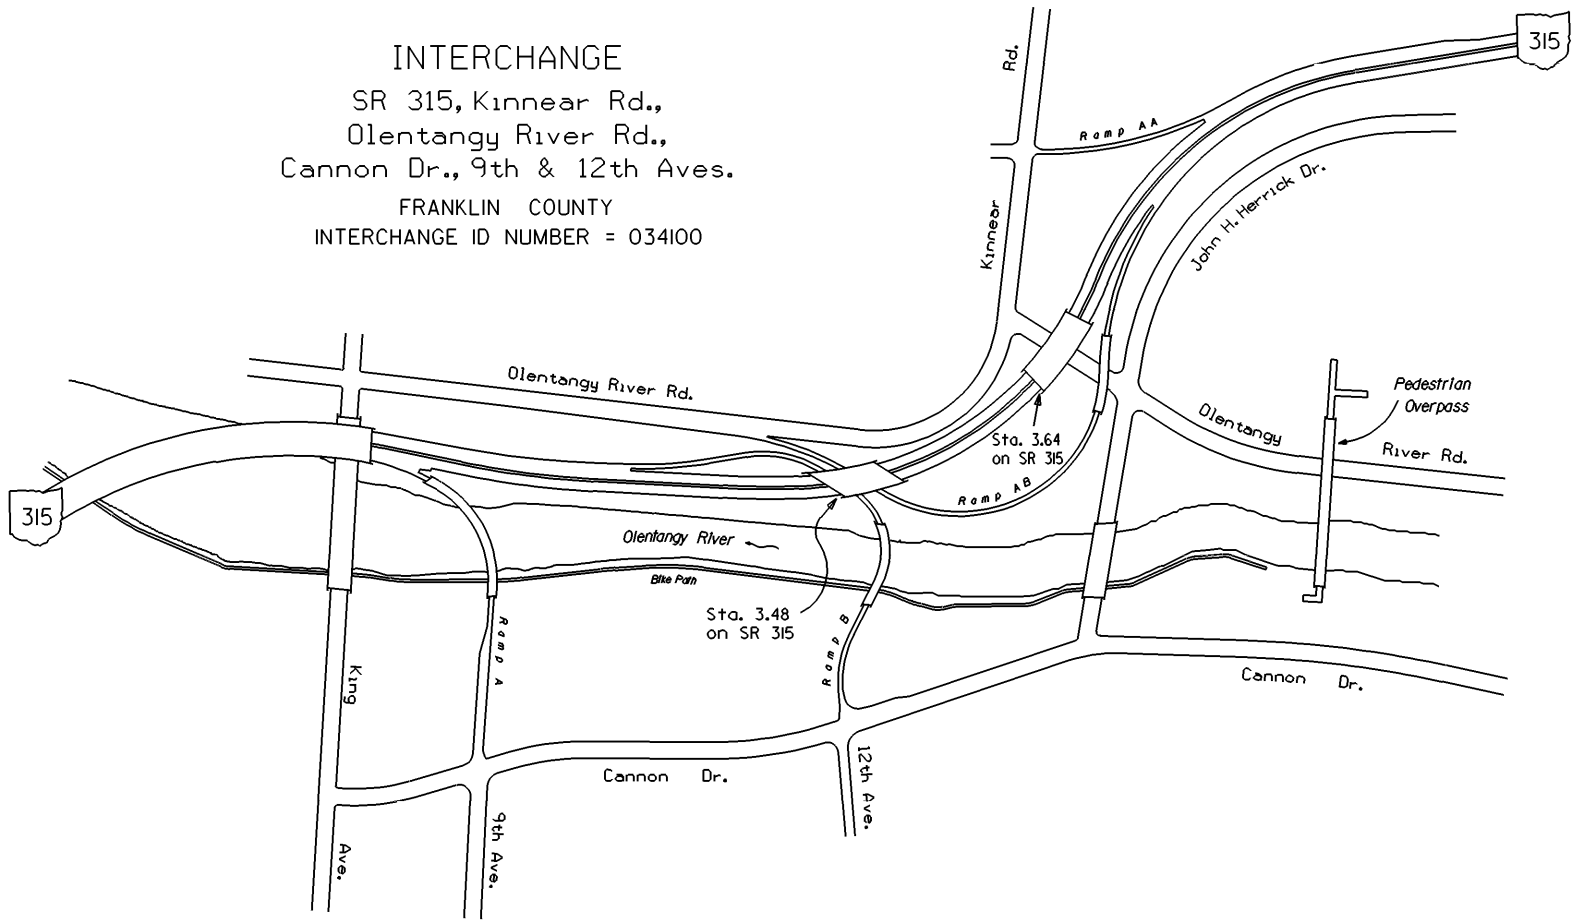 INTERCHANGE
SR 315, Kinnear Rd.,
Olentangy River Rd.,
Cannon Dr., 9th & 12th Aves.
FRANKLIN COUNTY
INTERCHANGE ID NUMBER = 034100
315
Rd.
Ramp AA
Kinnear
John H. Herrick Dr.
Olentangy River Rd.
Pedestrian
Overpass
Olentangy
River Rd.
Sta. 3.64
on SR 315
Ramp AB
315
Olentangy River
Bike Path
Sta. 3.48
on SR 315
Ramp A
Ramp B
King
Cannon Dr.
Cannon Dr.
12th Ave.
9th Ave.
Ave.